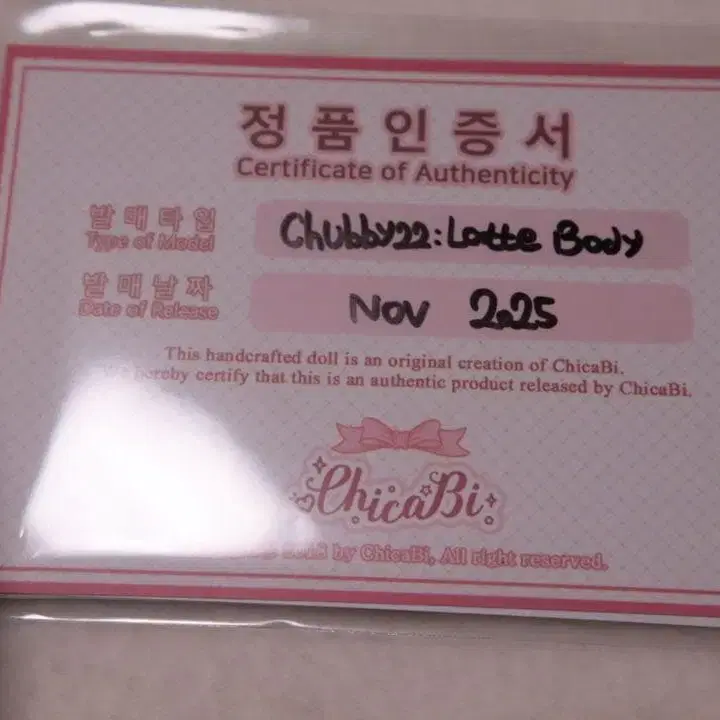 정품인증서
Certificate of Authenticity
발매타입
Type of Model
Chubby22: Latte Body
발매날짜
Date of Release
Nov 2025
This handcrafted doll is an original creation of ChicaBi.
hereby certify that this is an authentic product released by ChicaBi.
ChicaBi
by ChicaBi, All right reserved.